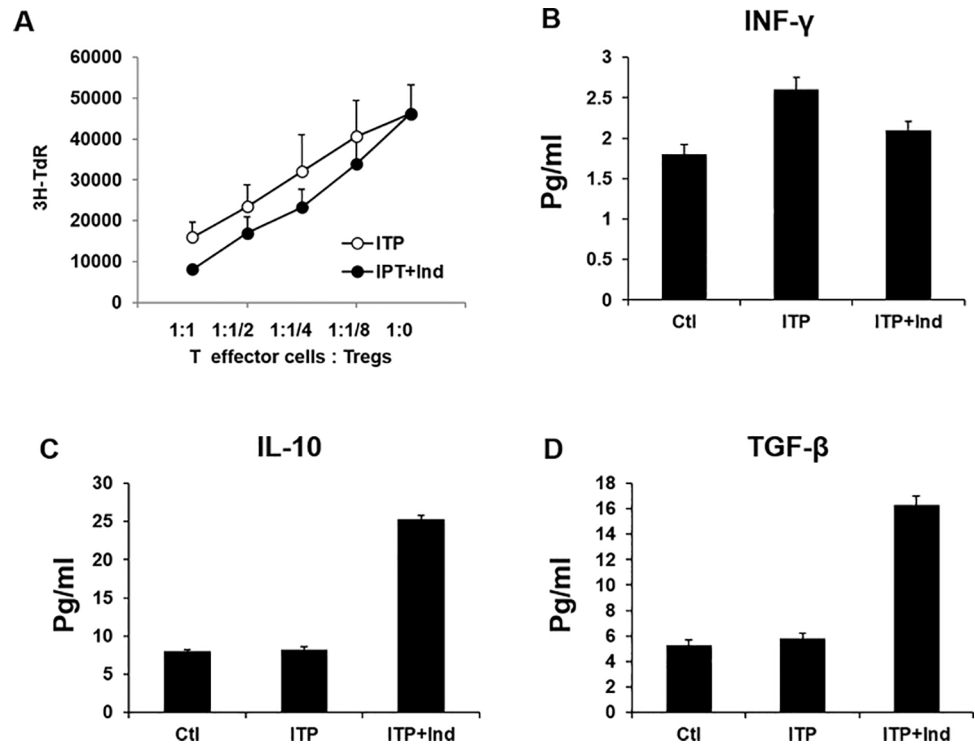 A
60000
50000
40000
30000
20000
10000
0
3H-TdR
ITP
IPT+Ind
1:1 1:1/2 1:1/4 1:1/8 1:0
T effector cells : Tregs
B
INF-γ
3
2.5
2
1.5
1
0.5
0
Pg/ml
Ctl ITP ITP+Ind
C
IL-10
30
25
20
15
10
5
0
Pg/ml
Ctl ITP ITP+Ind
D
TGF-β
18
16
14
12
10
8
6
4
2
0
Pg/ml
Ctl ITP ITP+Ind